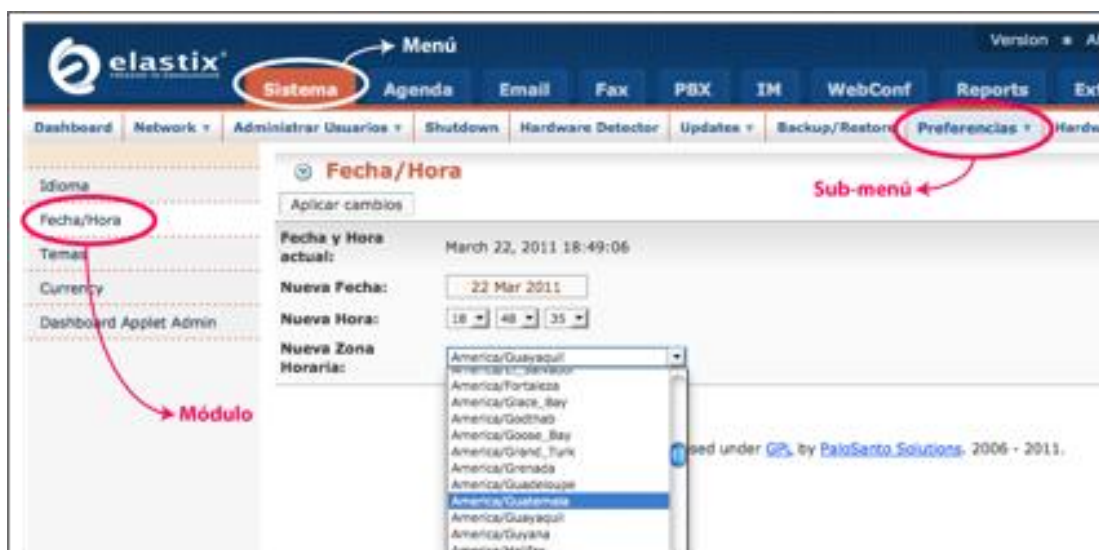 elastix
Menú
Version
Sistema Agenda Email Fax PBX IM WebConf Reports
Dashboard Network Administrar Usuarios Shutdown Hardware Detector Updates Backup/Restore Preferencias
Fecha/Hora
Sub-menú
Idioma
Aplicar cambios
Fecha/Hora
Fecha y Hora actual: March 22, 2011 18:49:06
Temas
Currency
Nueva Fecha: 22 Mar 2011
Nueva Hora: 18 48 35
Dashboard Applet Admin
Nueva Zona Horaria: America/Guayaquil
America/El_Salvador
America/Fortaleza
America/Glace_Bay
Módulo
America/Godthab
America/Goose_Bay
America/Grand_Turk
under GPL by PaloSanto Solutions. 2006 - 2011.
America/Grenada
America/Guadeloupe
America/Guatemala
America/Guayaquil
America/Guyana
America/Halifax